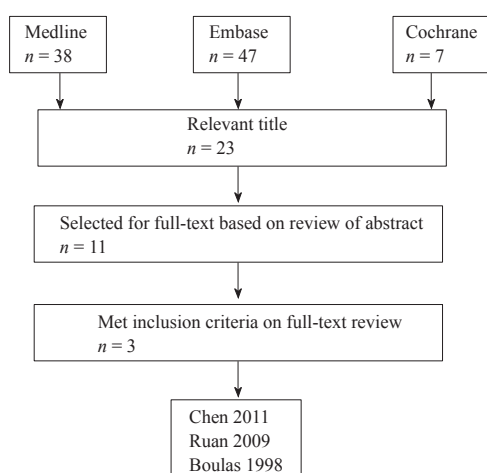 Medline
n = 38
Embase
n = 47
Cochrane
n = 7
Relevant title
n = 23
Selected for full-text based on review of abstract
n = 11
Met inclusion criteria on full-text review
n = 3
Chen 2011
Ruan 2009
Boulas 1998